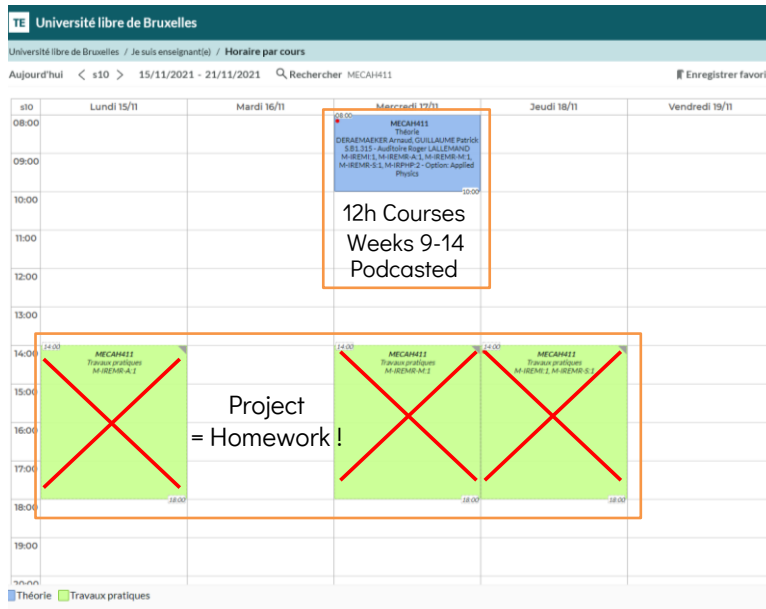 TE Université libre de Bruxelles
Université libre de Bruxelles / Je suis enseignant(e) / Horaire par cours
Aujourd'hui < s10 > 15/11/2021 - 21/11/2021 Rechercher MECAH411 Enregistrer favori
s10 Lundi 15/11 Mardi 16/11 Mercredi 17/11 Jeudi 18/11 Vendredi 19/11
08:00
08:00
MECAH411
Théorie
DERAEMAEKER Arnaud, GUILLAUME Patrick
S.B1.315 - Auditoire Roger LALLEMAND
M-IREMI:1, M-IREMR-A:1, M-IREMR-M:1,
M-IREMR-S:1, M-IRPHP:2 - Option: Applied
Physics
10:00
09:00
10:00
12h Courses
Weeks 9-14
Podcasted
11:00
12:00
13:00
14:00
14:00
MECAH411
Travaux pratiques
M-IREMR-A:1
18:00
Project
= Homework !
14:00
MECAH411
Travaux pratiques
M-IREMR-M:1
18:00
14:00
MECAH411
Travaux pratiques
M-IREMI:1, M-IREMR-S:1
18:00
15:00
16:00
17:00
18:00
19:00
20:00
Théorie Travaux pratiques